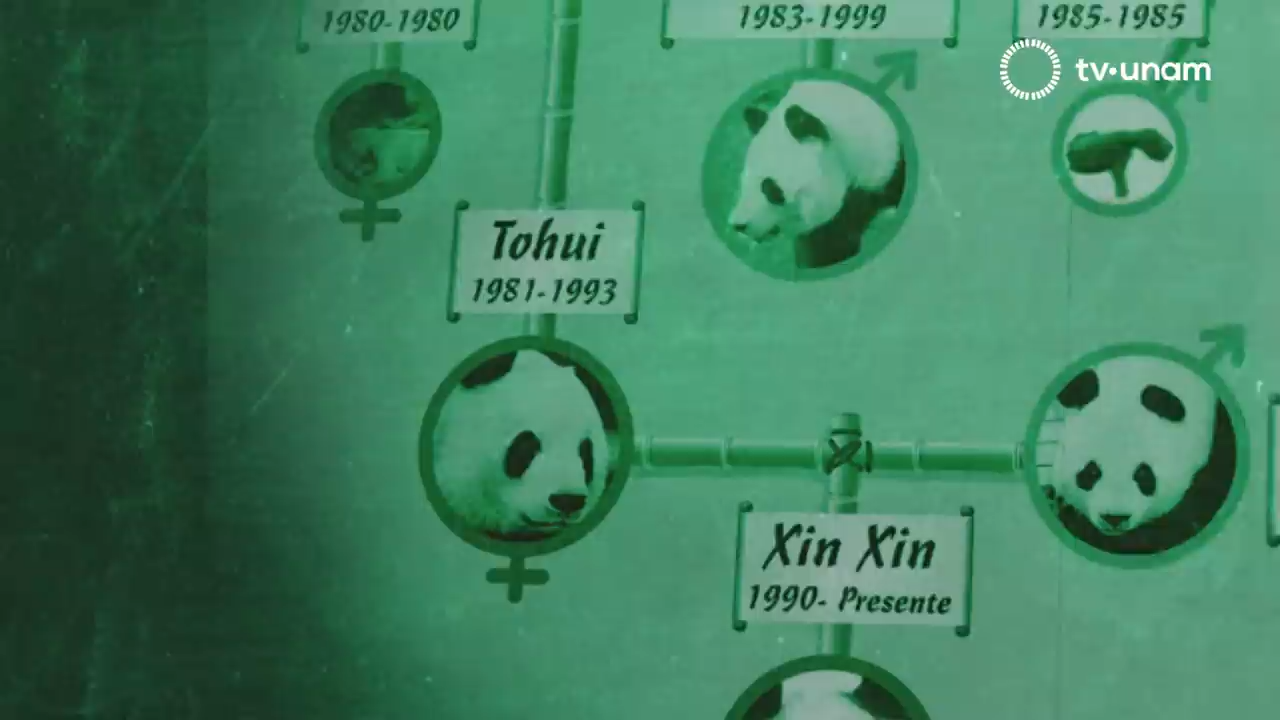 1980-1980
1983-1999
1985-1985
tv·unam
Tohui
1981-1993
Xin Xin
1990- Presente